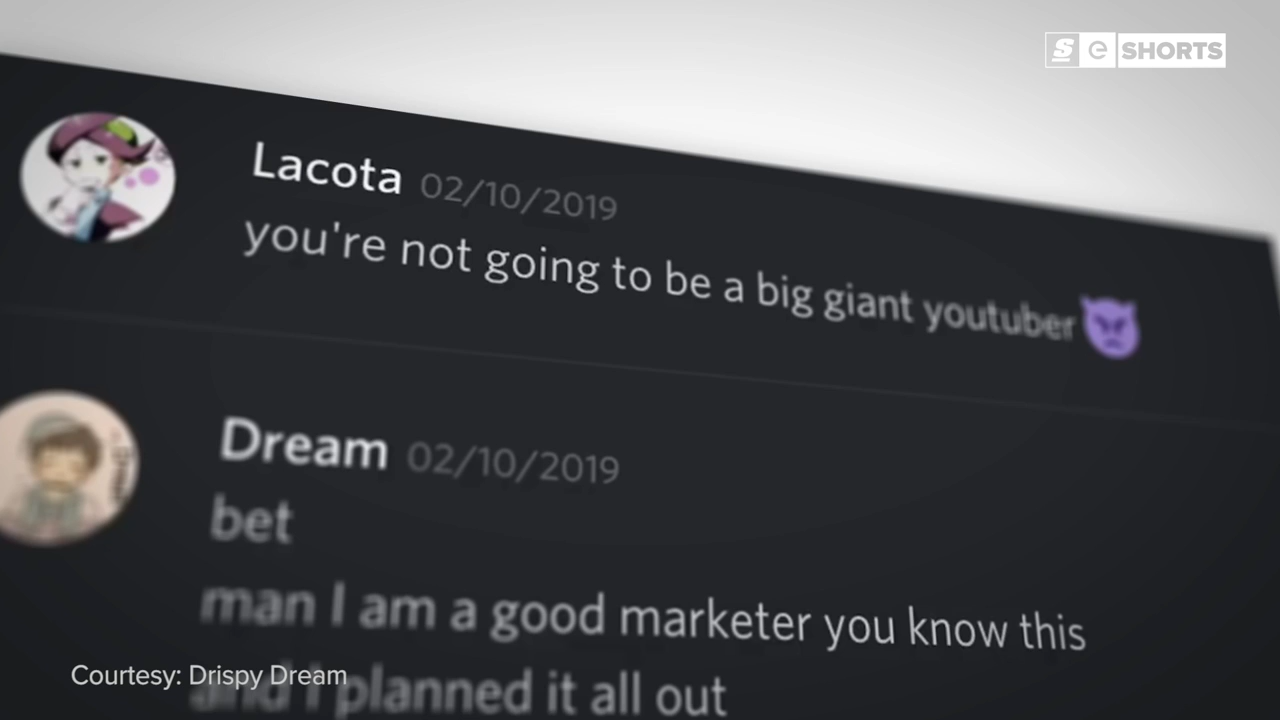 S e SHORTS
Lacota 02/10/2019
you're not going to be a big giant youtuber
Dream 02/10/2019
bet
man I am a good marketer you know this
and I planned it all out
Courtesy: Drispy Dream